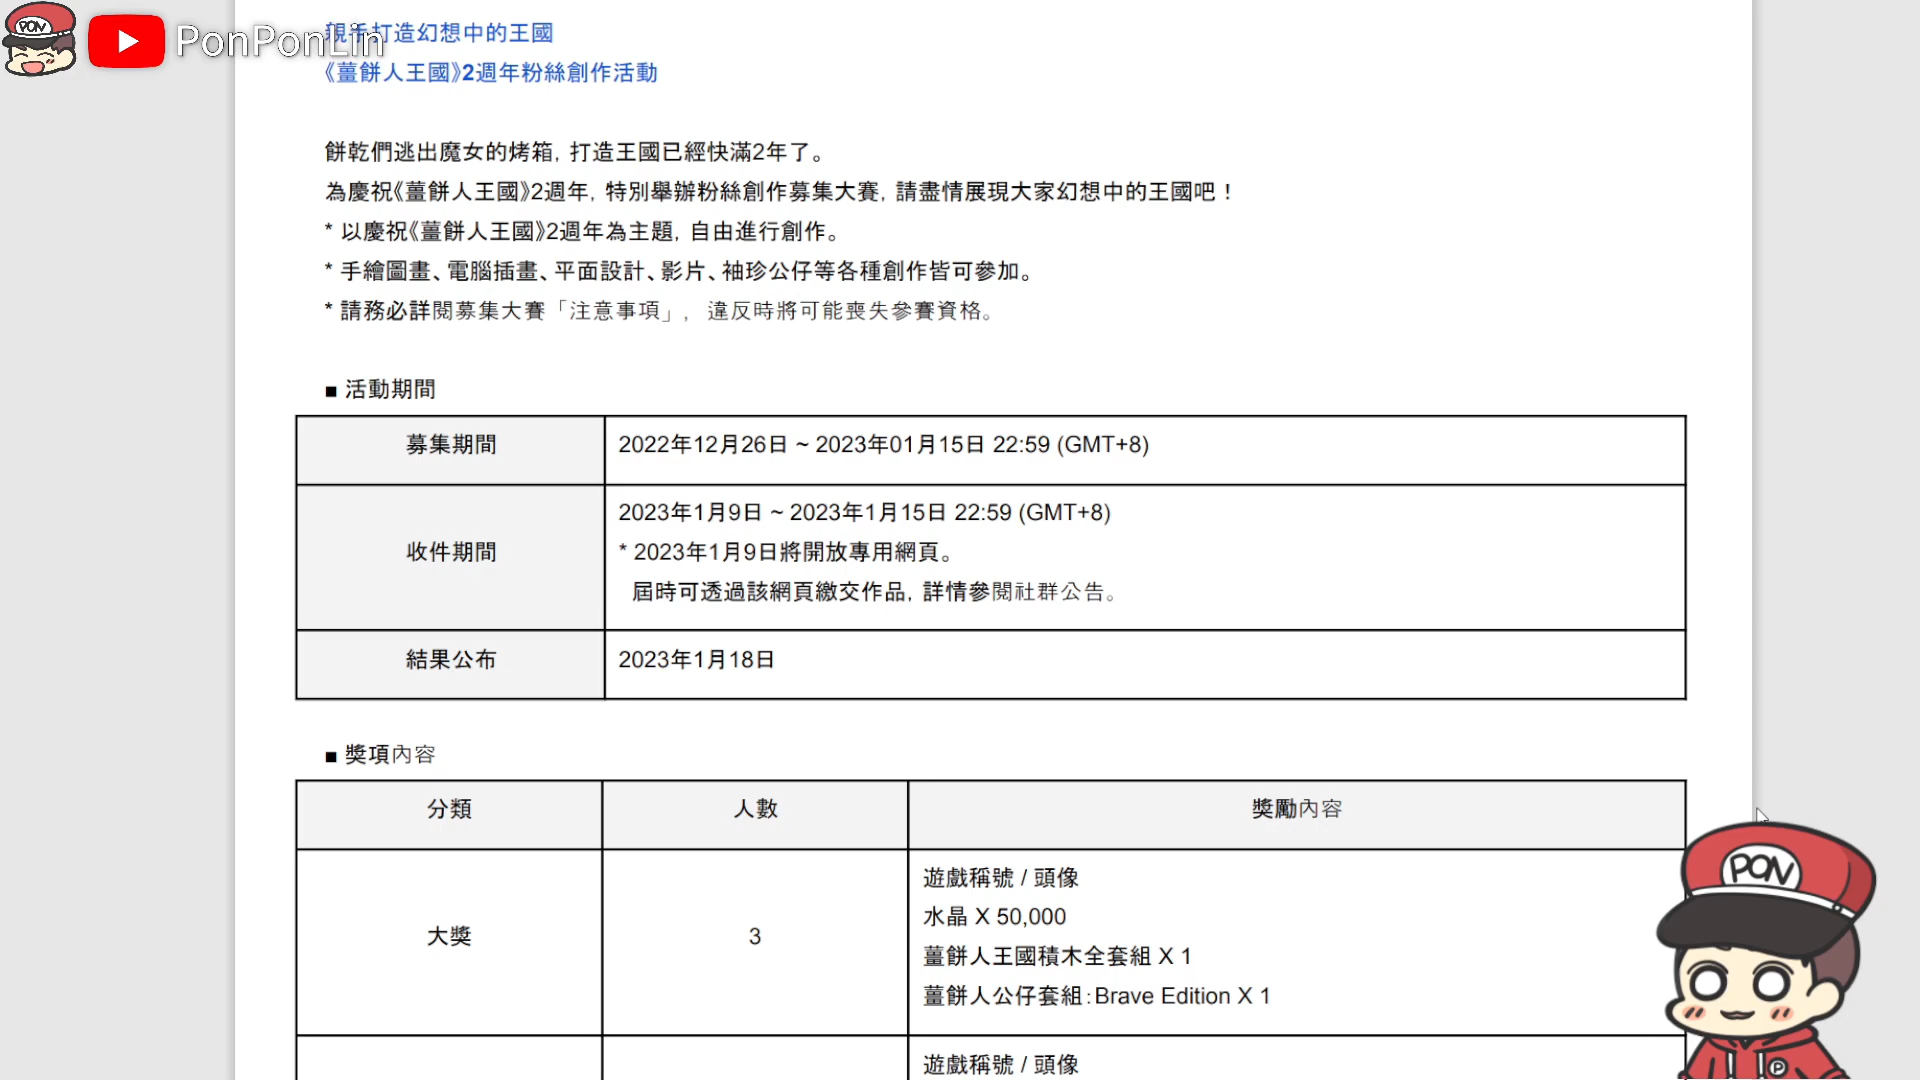 PON
PonPonLin
親手打造幻想中的王國
《薑餅人王國》2週年粉絲創作活動
餅乾們逃出魔女的烤箱, 打造王國已經快滿2年了。
為慶祝《薑餅人王國》2週年, 特別舉辦粉絲創作募集大賽, 請盡情展現大家幻想中的王國吧！
* 以慶祝《薑餅人王國》2週年為主題, 自由進行創作。
* 手繪圖畫、電腦插畫、平面設計、影片、袖珍公仔等各種創作皆可參加。
* 請務必詳閱募集大賽「注意事項」, 違反時將可能喪失參賽資格。
■ 活動期間
募集期間
2022年12月26日 ~ 2023年01月15日 22:59 (GMT+8)
收件期間
2023年1月9日 ~ 2023年1月15日 22:59 (GMT+8)
* 2023年1月9日將開放專用網頁。
屆時可透過該網頁繳交作品, 詳情參閱社群公告。
結果公布
2023年1月18日
■ 獎項內容
分類
人數
獎勵內容
大獎
3
遊戲稱號 / 頭像
水晶 X 50,000
薑餅人王國積木全套組 X 1
薑餅人公仔套組：Brave Edition X 1
遊戲稱號 / 頭像
PON
P